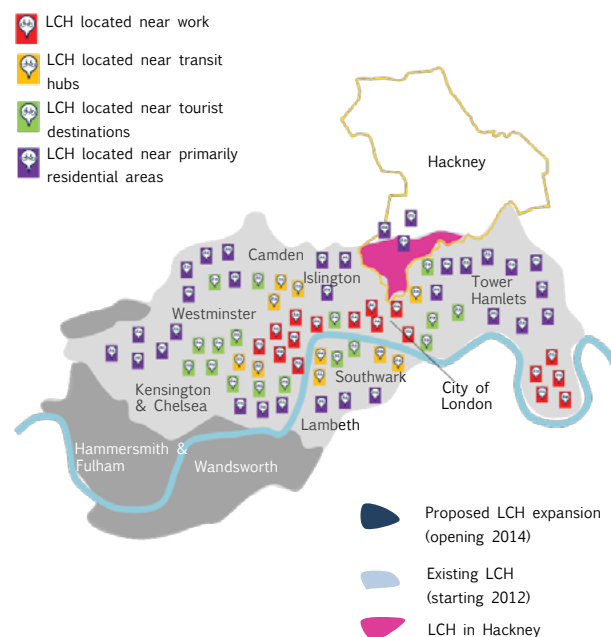 LCH located near work
LCH located near transit
hubs
LCH located near tourist
destinations
LCH located near primarily
residential areas
Hackney
Camden
Islington
Tower
Hamlets
Westminster
Kensington
& Chelsea
Southwark
City of
London
Lambeth
Hammersmith &
Fulham
Wandsworth
Proposed LCH expansion
(opening 2014)
Existing LCH
(starting 2012)
LCH in Hackney